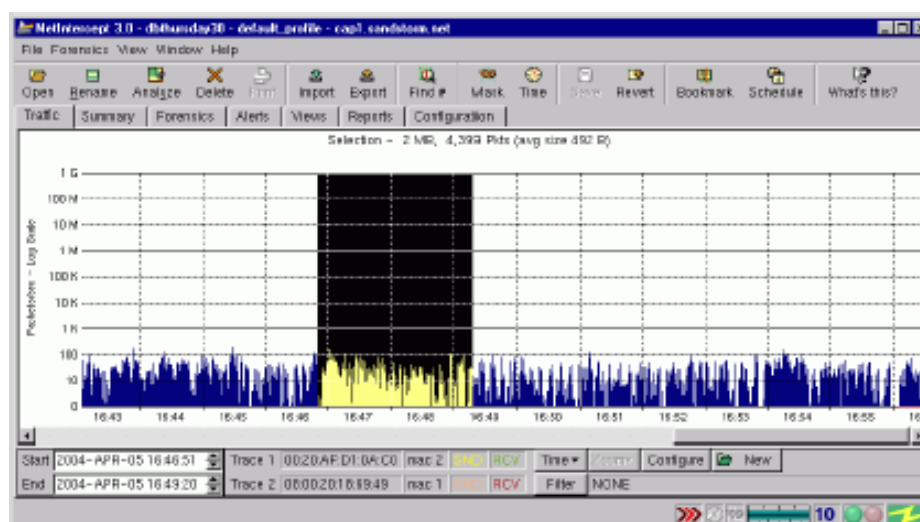 NetIntercept 3.0 - dbthursday30 - default_profile - cap1.sandstorm.net
File Forensics View Window Help
Open Rename Analyze Delete Print Import Export Find # Mask Time Save Revert Bookmark Schedule What's this?
Traffic Summary Forensics Alerts Views Reports Configuration
Selection - 2 MB, 4,399 Pkts (avg size 492 B)
Packets/sec - Log Scale
1 G
100 M
10 M
1 M
100 K
10 K
1 K
100
10
0
16:43 16:44 16:45 16:46 16:47 16:48 16:49 16:50 16:51 16:52 16:53 16:54 16:55 16
Start 2004-APR-05 16:46:51 Trace 1 00:20:AF:D1:0A:C0 mac 2 SND RCV Time Configure New
End 2004-APR-05 16:49:20 Trace 2 08:00:20:18:69:49 mac 1 SND RCV Filter NONE
10